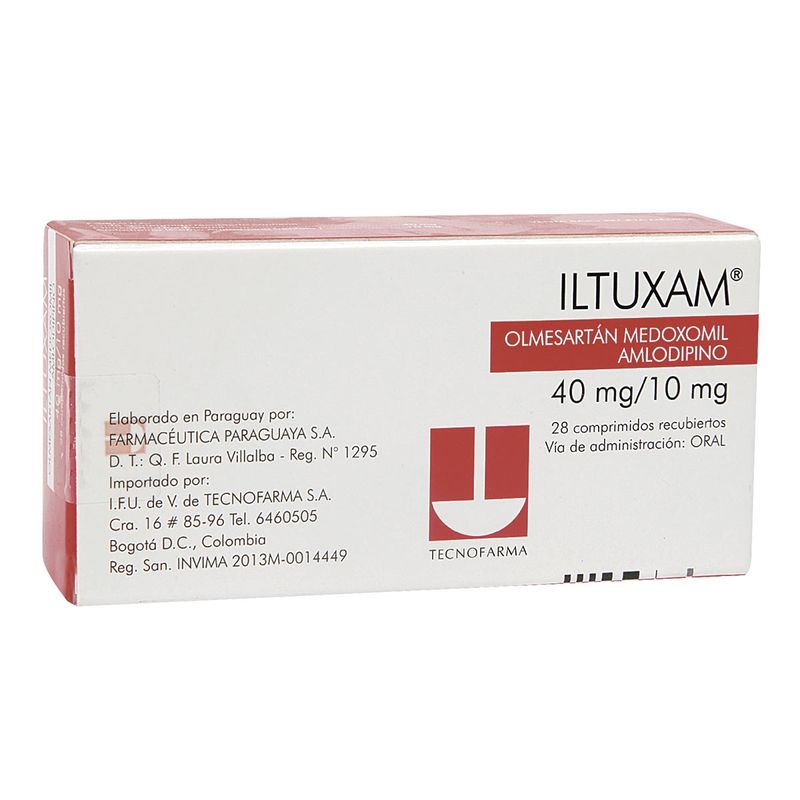 ILTUXAM®
OLMESARTÁN MEDOXOMIL
AMLODIPINO
40 mg/10 mg
28 comprimidos recubiertos
Vía de administración: ORAL
TECNOFARMA
Elaborado en Paraguay por:
FARMACÉUTICA PARAGUAYA S.A.
D. T.: Q. F. Laura Villalba - Reg. N° 1295
Importado por:
I.F.U. de V. de TECNOFARMA S.A.
Cra. 16 # 85-96 Tel. 6460505
Bogotá D.C., Colombia
Reg. San. INVIMA 2013M-0014449